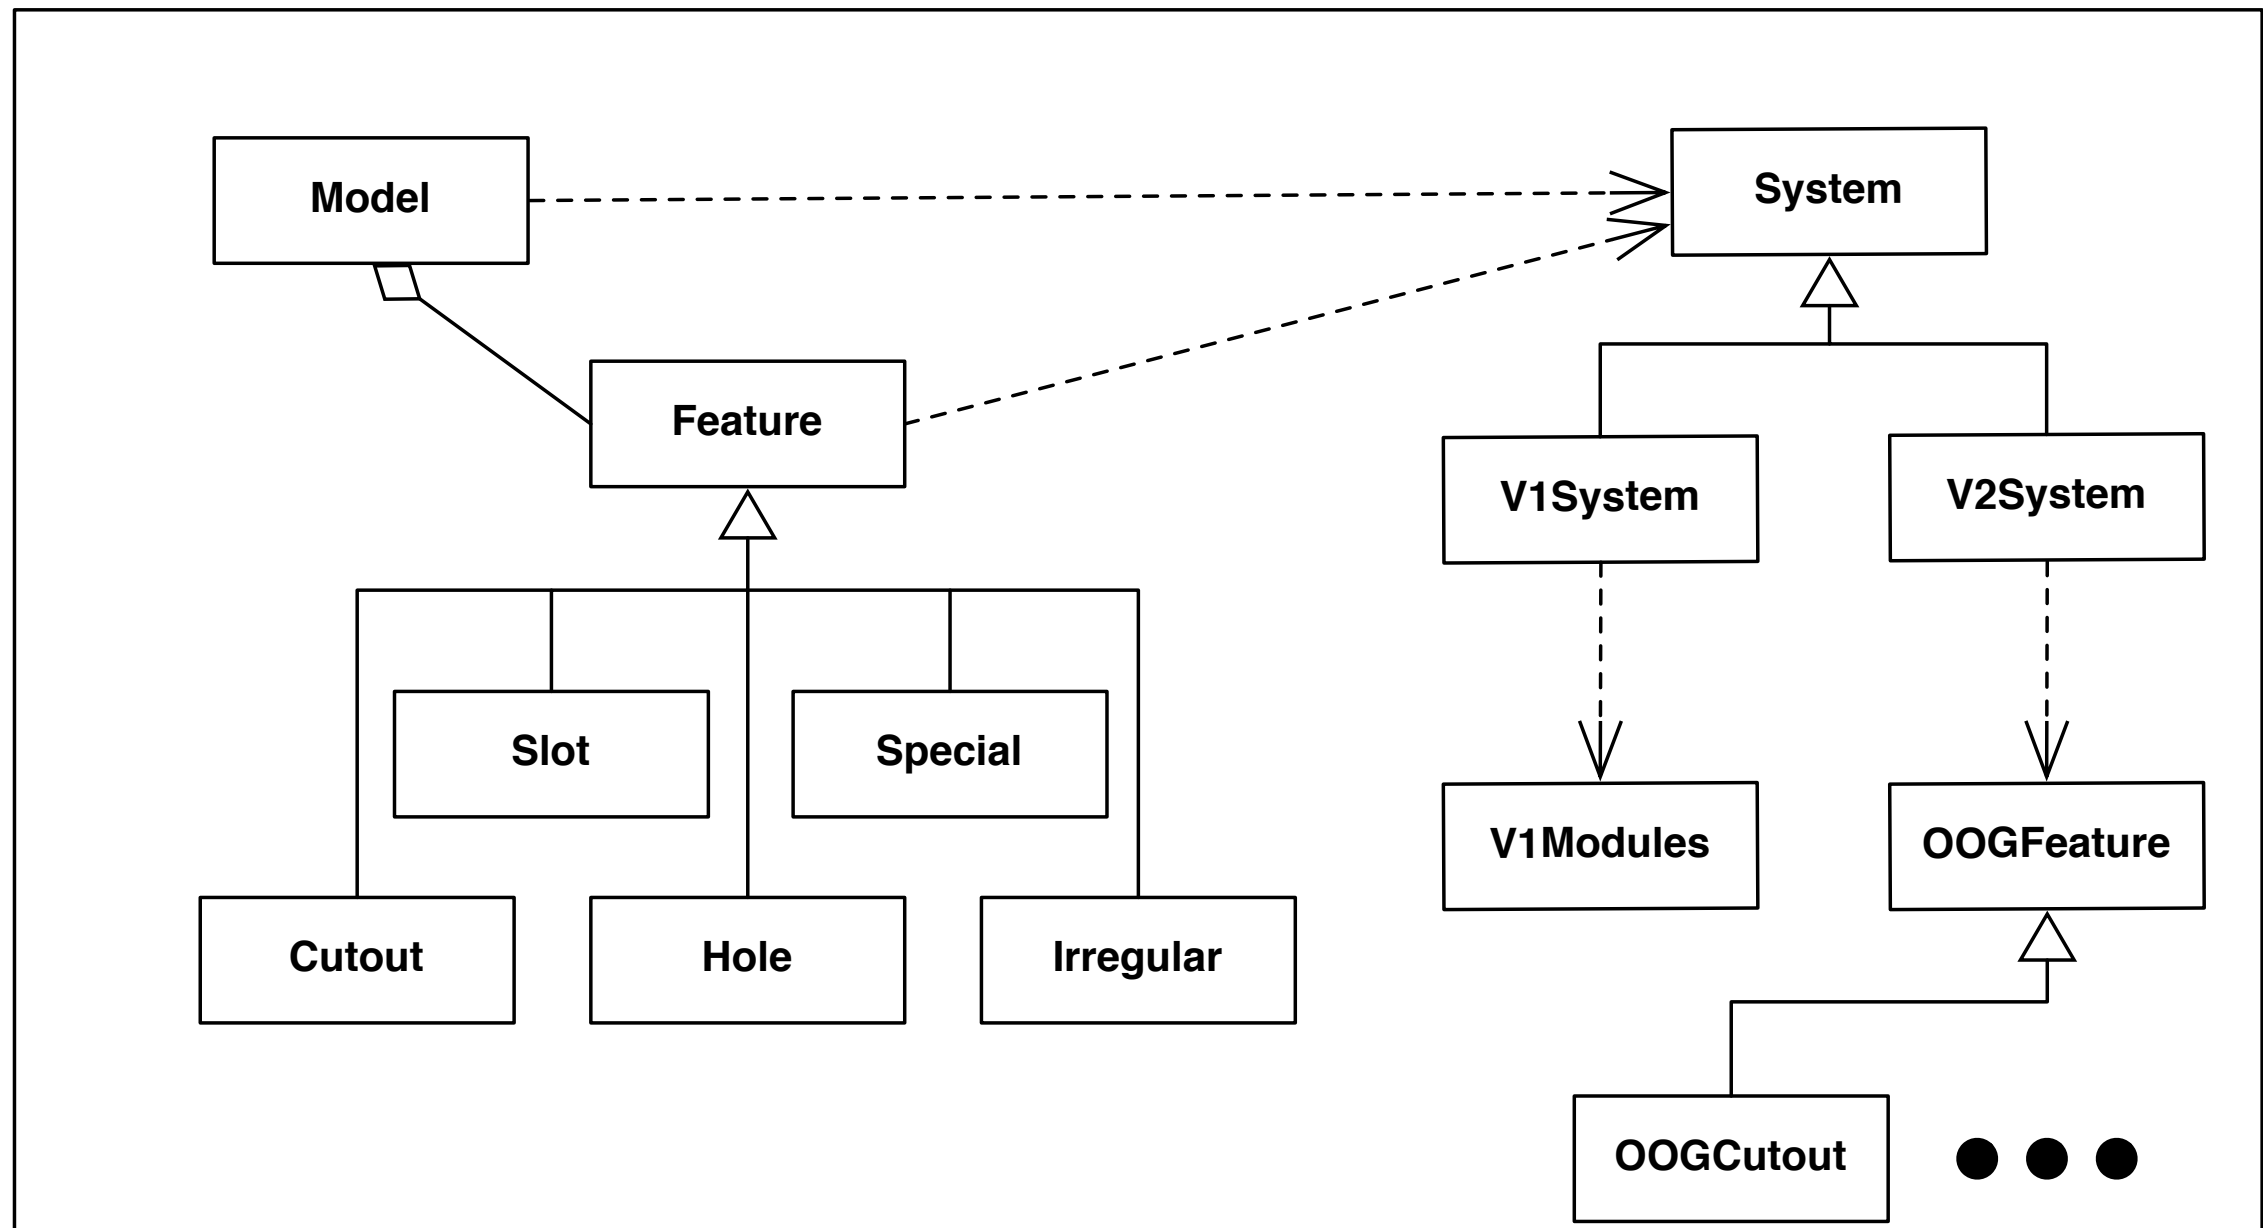 Model
System
Feature
V1System
V2System
Slot
Special
V1Modules
OOGFeature
Cutout
Hole
Irregular
OOGCutout